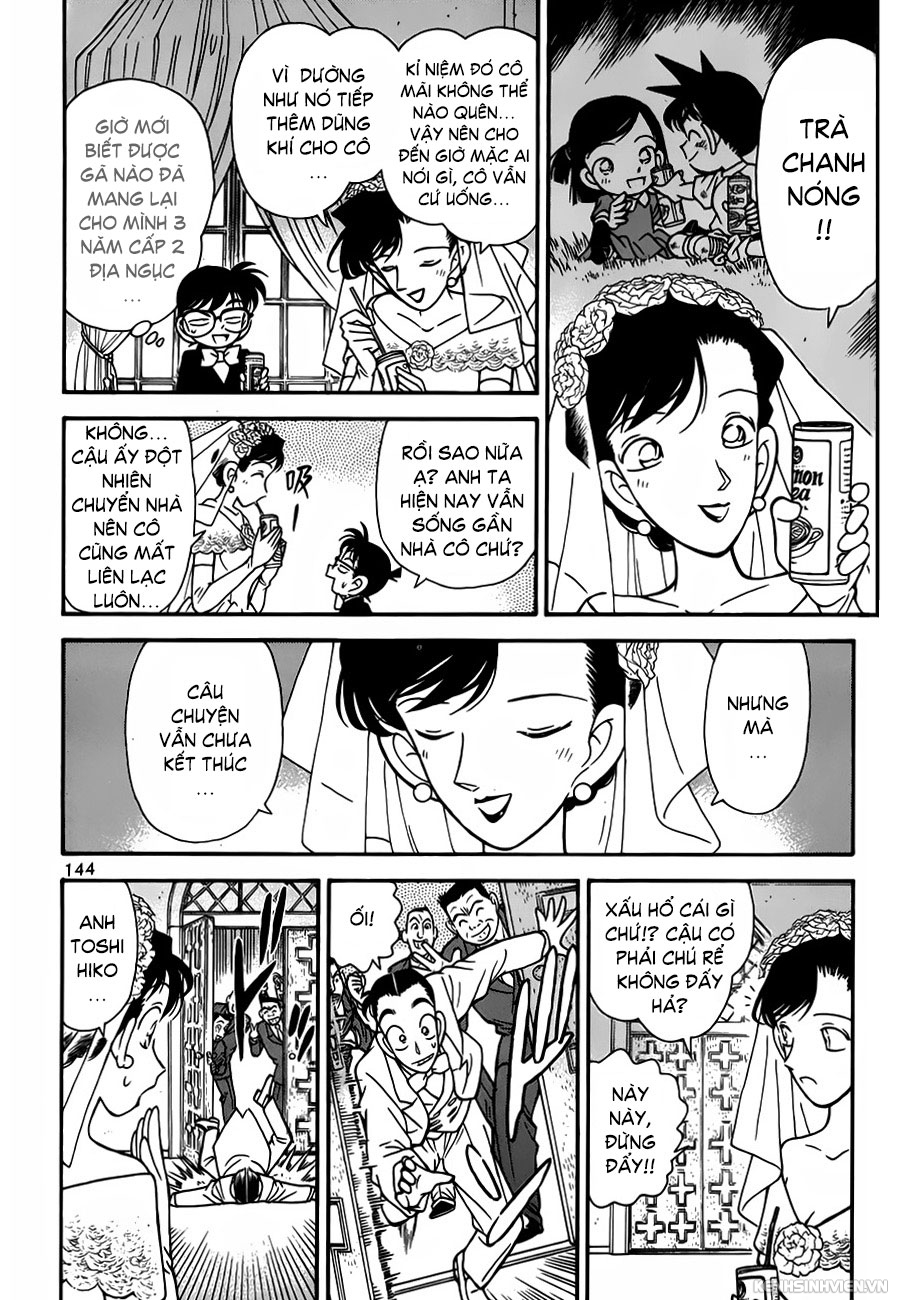 TRÀ
CHANH
NÓNG
!!
mon
ea
KỈ NIỆM ĐÓ CÔ
MÃI KHÔNG THỂ
NÀO QUÊN...
VẬY NÊN CHO
ĐẾN GIỜ MẶC AI
NÓI GÌ, CÔ VẪN
CỨ UỐNG...
VÌ DƯỜNG
NHƯ NÓ TIẾP
THÊM DŨNG
KHÍ CHO CÔ
...
GIỜ MỚI
BIẾT ĐƯỢC
GÃ NÀO ĐÃ
MANG LẠI
CHO MÌNH 3
NĂM CẤP 2
ĐỊA NGỤC
...
RỒI SAO NỮA
Ạ? ANH TA
HIỆN NAY VẪN
SỐNG GẦN
NHÀ CÔ CHỨ?
吸
KHÔNG...
CẬU ẤY ĐỘT
NHIÊN
CHUYỂN NHÀ
NÊN CÔ
CŨNG MẤT
LIÊN LẠC
LUÔN...
NHƯNG
MÀ
...
CÂU
CHUYỆN
VẪN CHƯA
KẾT THÚC
...
144
XẤU HỔ CÁI GÌ
CHỨ!? CẬU CÓ
PHẢI CHÚ RỂ
KHÔNG ĐẤY
HẢ?
NÀY
NÀY,
ĐỪNG
ĐẨY!!
ỐI!
ANH
TOSHI
HIKO
...
KENHSINHVIEN.VN